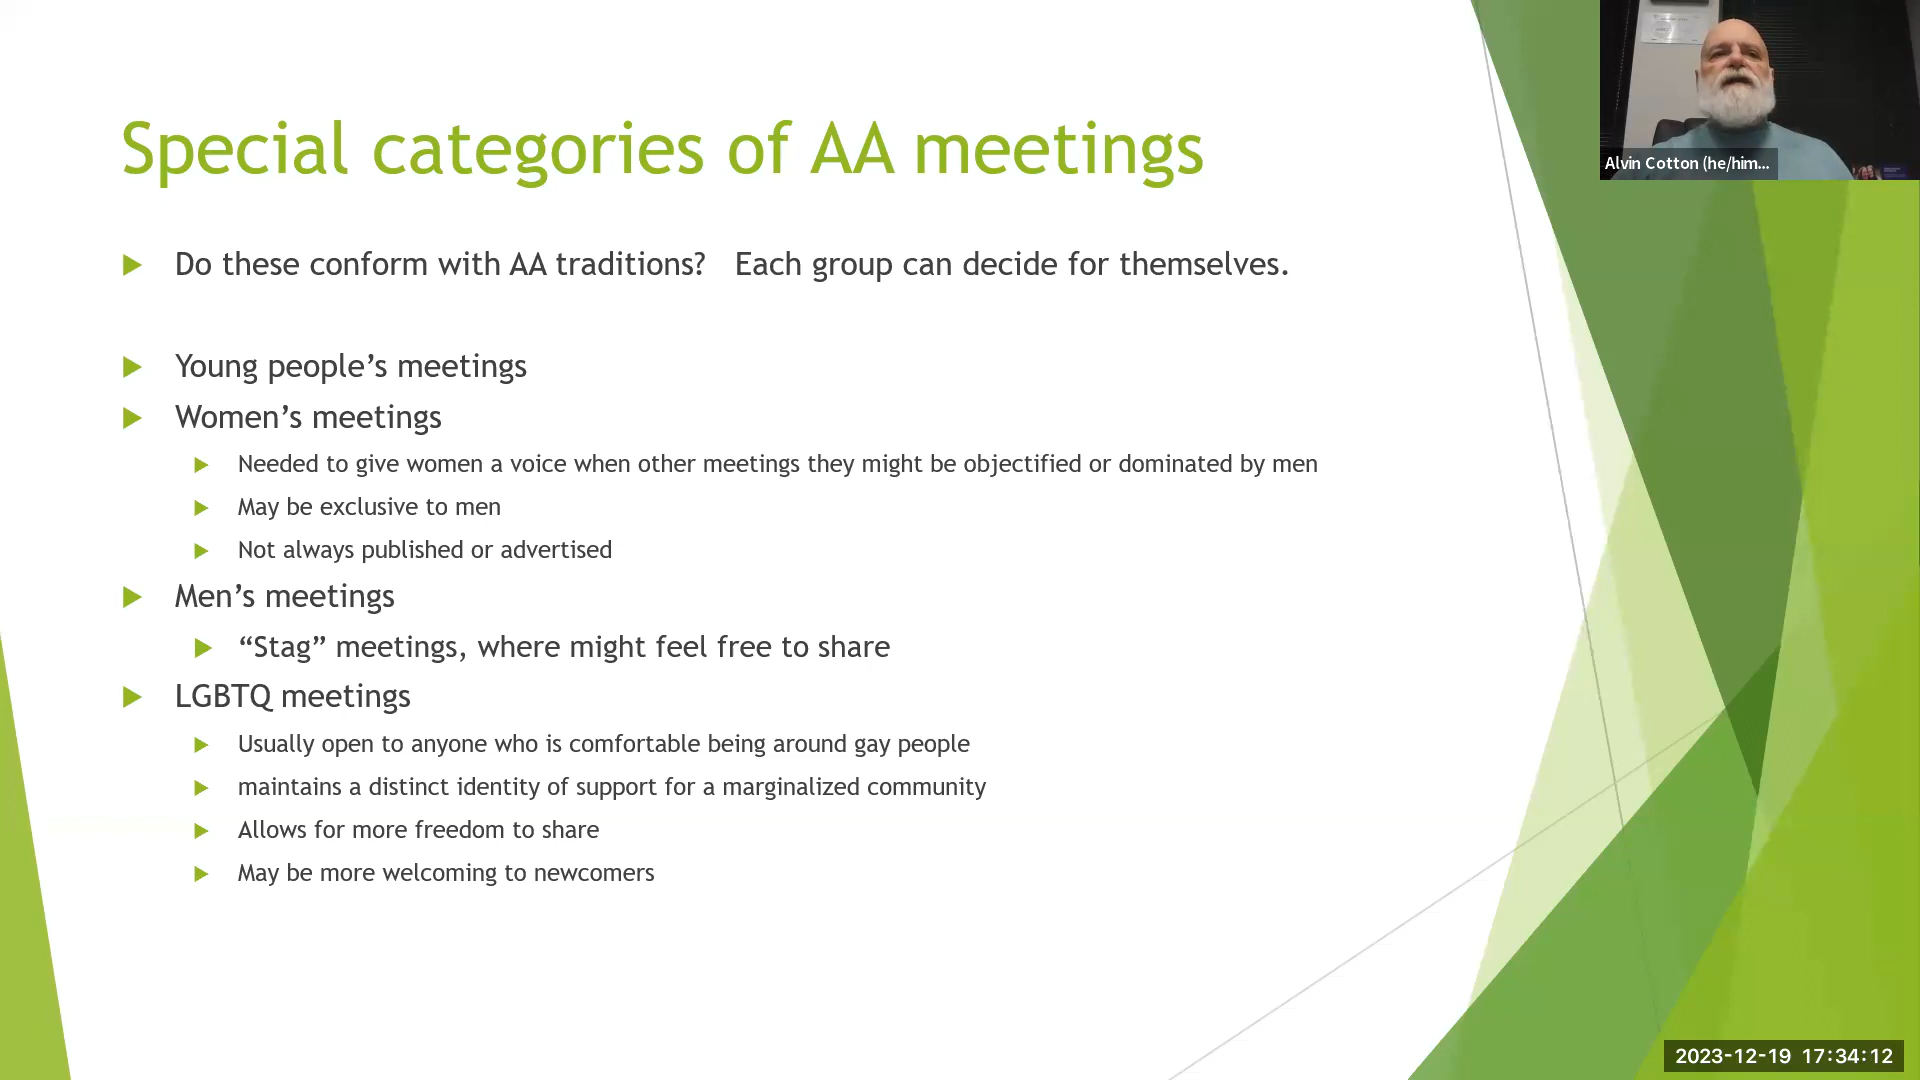 Special categories of AA meetings
Do these conform with AA traditions? Each group can decide for themselves.
Young people’s meetings
Women’s meetings
Needed to give women a voice when other meetings they might be objectified or dominated by men
May be exclusive to men
Not always published or advertised
Men’s meetings
“Stag” meetings, where might feel free to share
LGBTQ meetings
Usually open to anyone who is comfortable being around gay people
maintains a distinct identity of support for a marginalized community
Allows for more freedom to share
May be more welcoming to newcomers
Alvin Cotton (he/him...
2023-12-19 17:34:12